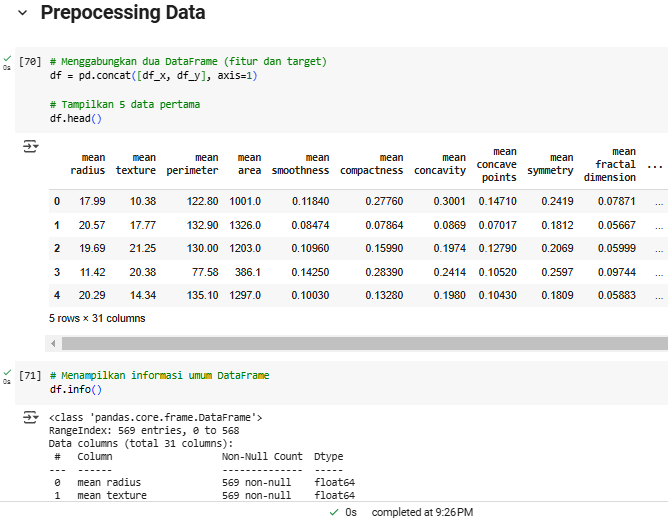 Prepocessing Data
[70] # Menggabungkan dua DataFrame (fitur dan target)
df = pd.concat([df_x, df_y], axis=1)
# Tampilkan 5 data pertama
df.head()
mean radius mean texture mean perimeter mean area mean smoothness mean compactness mean concavity mean concave points mean symmetry mean fractal dimension ...
0 17.99 10.38 122.80 1001.0 0.11840 0.27760 0.3001 0.14710 0.2419 0.07871 ...
1 20.57 17.77 132.90 1326.0 0.08474 0.07864 0.0869 0.07017 0.1812 0.05667 ...
2 19.69 21.25 130.00 1203.0 0.10960 0.15990 0.1974 0.12790 0.2069 0.05999 ...
3 11.42 20.38 77.58 386.1 0.14250 0.28390 0.2414 0.10520 0.2597 0.09744 ...
4 20.29 14.34 135.10 1297.0 0.10030 0.13280 0.1980 0.10430 0.1809 0.05883 ...
5 rows × 31 columns
0s
[71] # Menampilkan informasi umum DataFrame
0s
df.info()
<class 'pandas.core.frame.DataFrame'>
RangeIndex: 569 entries, 0 to 568
Data columns (total 31 columns):
# Column Non-Null Count Dtype
--- ------ -------------- -----
0 mean radius 569 non-null float64
1 mean texture 569 non-null float64
0s completed at 9:26 PM